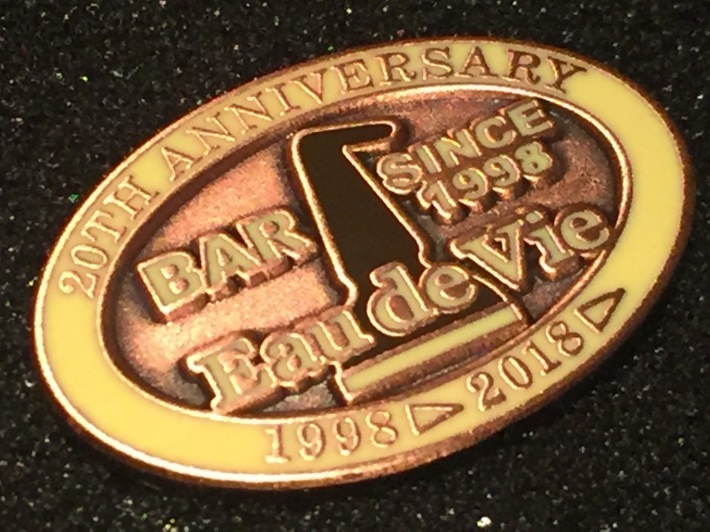 20TH ANNIVERSARY
SINCE
1998
BAR
Eau de Vie
1998▷2018▷